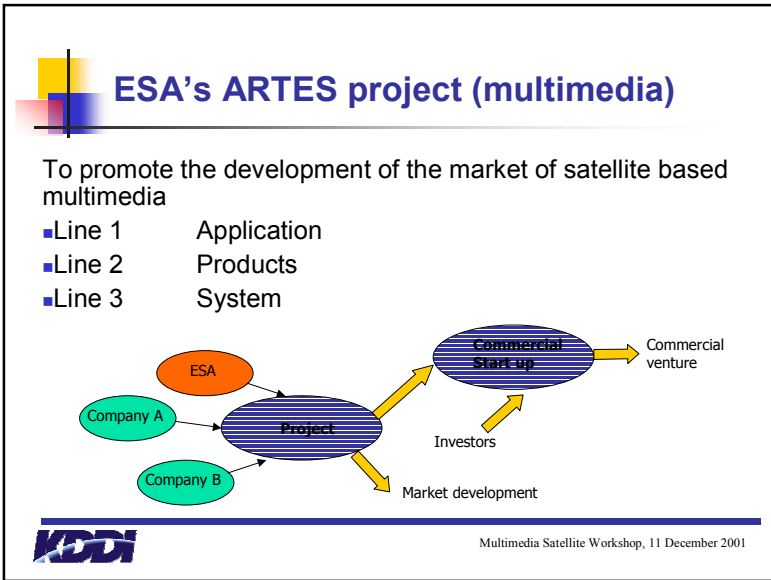 ESA's ARTES project (multimedia)
To promote the development of the market of satellite based
multimedia
Line 1 Application
Line 2 Products
Line 3 System
Commercial
Start up
Commercial
venture
ESA
Company A
Project
Investors
Company B
Market development
KDDI
Multimedia Satellite Workshop, 11 December 2001